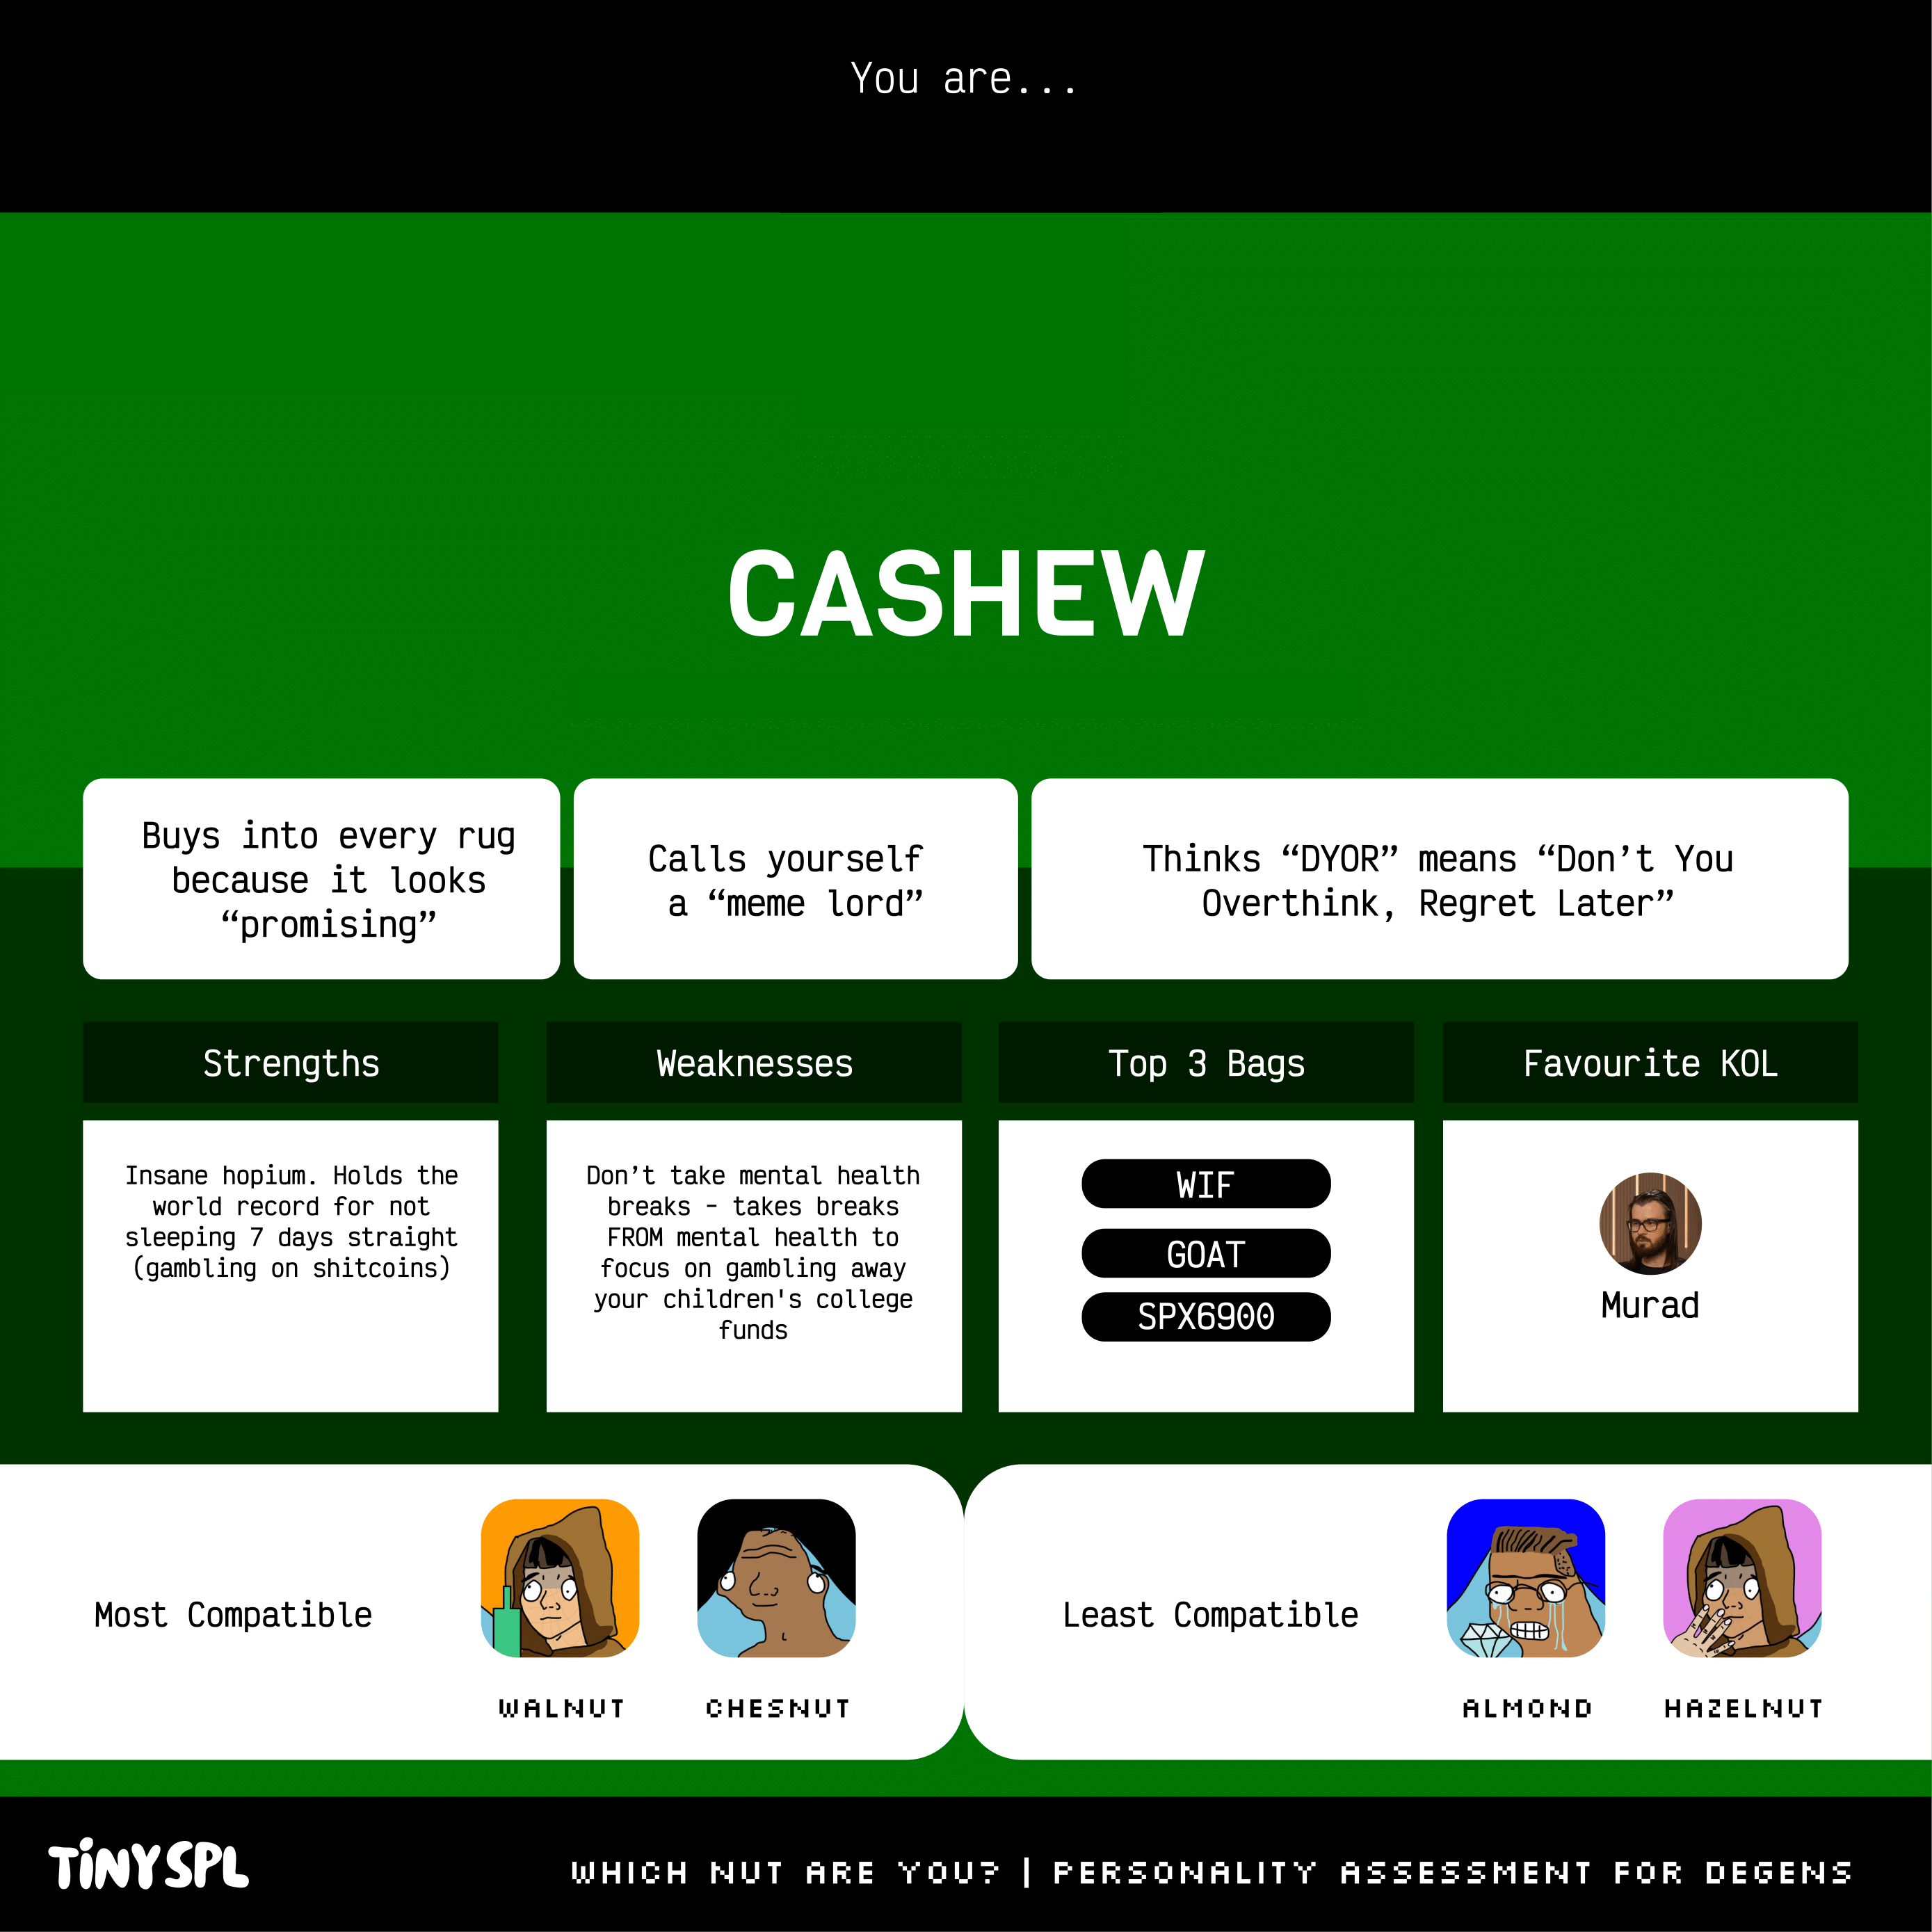 You are...
CASHEW
Buys into every rug
because it looks
“promising”
Calls yourself
a “meme lord”
Thinks “DYOR” means “Don’t You
Overthink, Regret Later”
Strengths
Insane hopium. Holds the
world record for not
sleeping 7 days straight
(gambling on shitcoins)
Weaknesses
Don’t take mental health
breaks - takes breaks
FROM mental health to
focus on gambling away
your children's college
funds
Top 3 Bags
WIF
GOAT
SPX6900
Favourite KOL
Murad
Most Compatible
WALNUT
CHESNUT
Least Compatible
ALMOND
HAZELNUT
TiNY SPL
WHICH NUT ARE YOU? | PERSONALITY ASSESSMENT FOR DEGENS